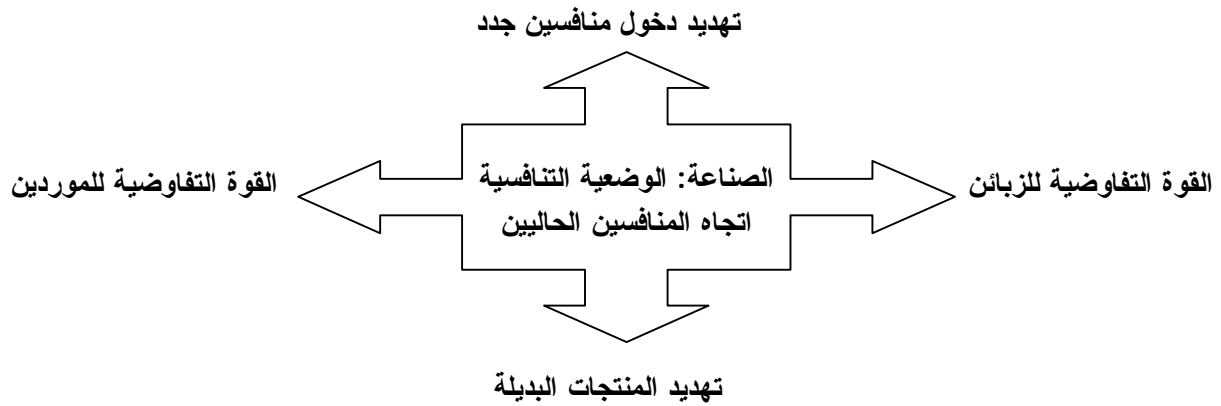 تهديد دخول منافسين جدد
القوة التفاوضية للزبائن
الصناعة: الوضعية التنافسية
اتجاه المنافسين الحاليين
القوة التفاوضية للموردين
تهديد المنتجات البديلة